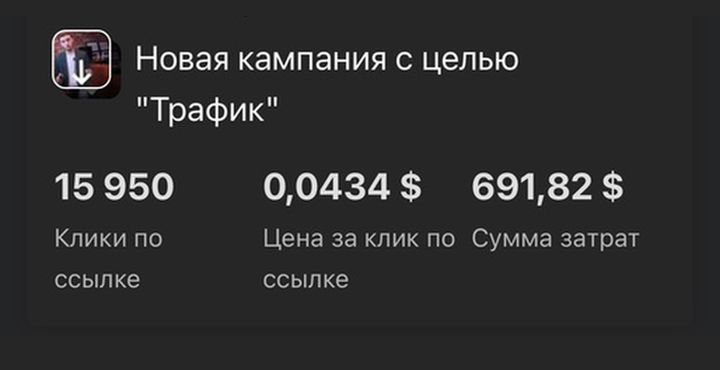 Новая кампания с целью
"Трафик"
15 950
0,0434 $
691,82 $
Клики по
ссылке
Цена за клик по
ссылке
Сумма затрат